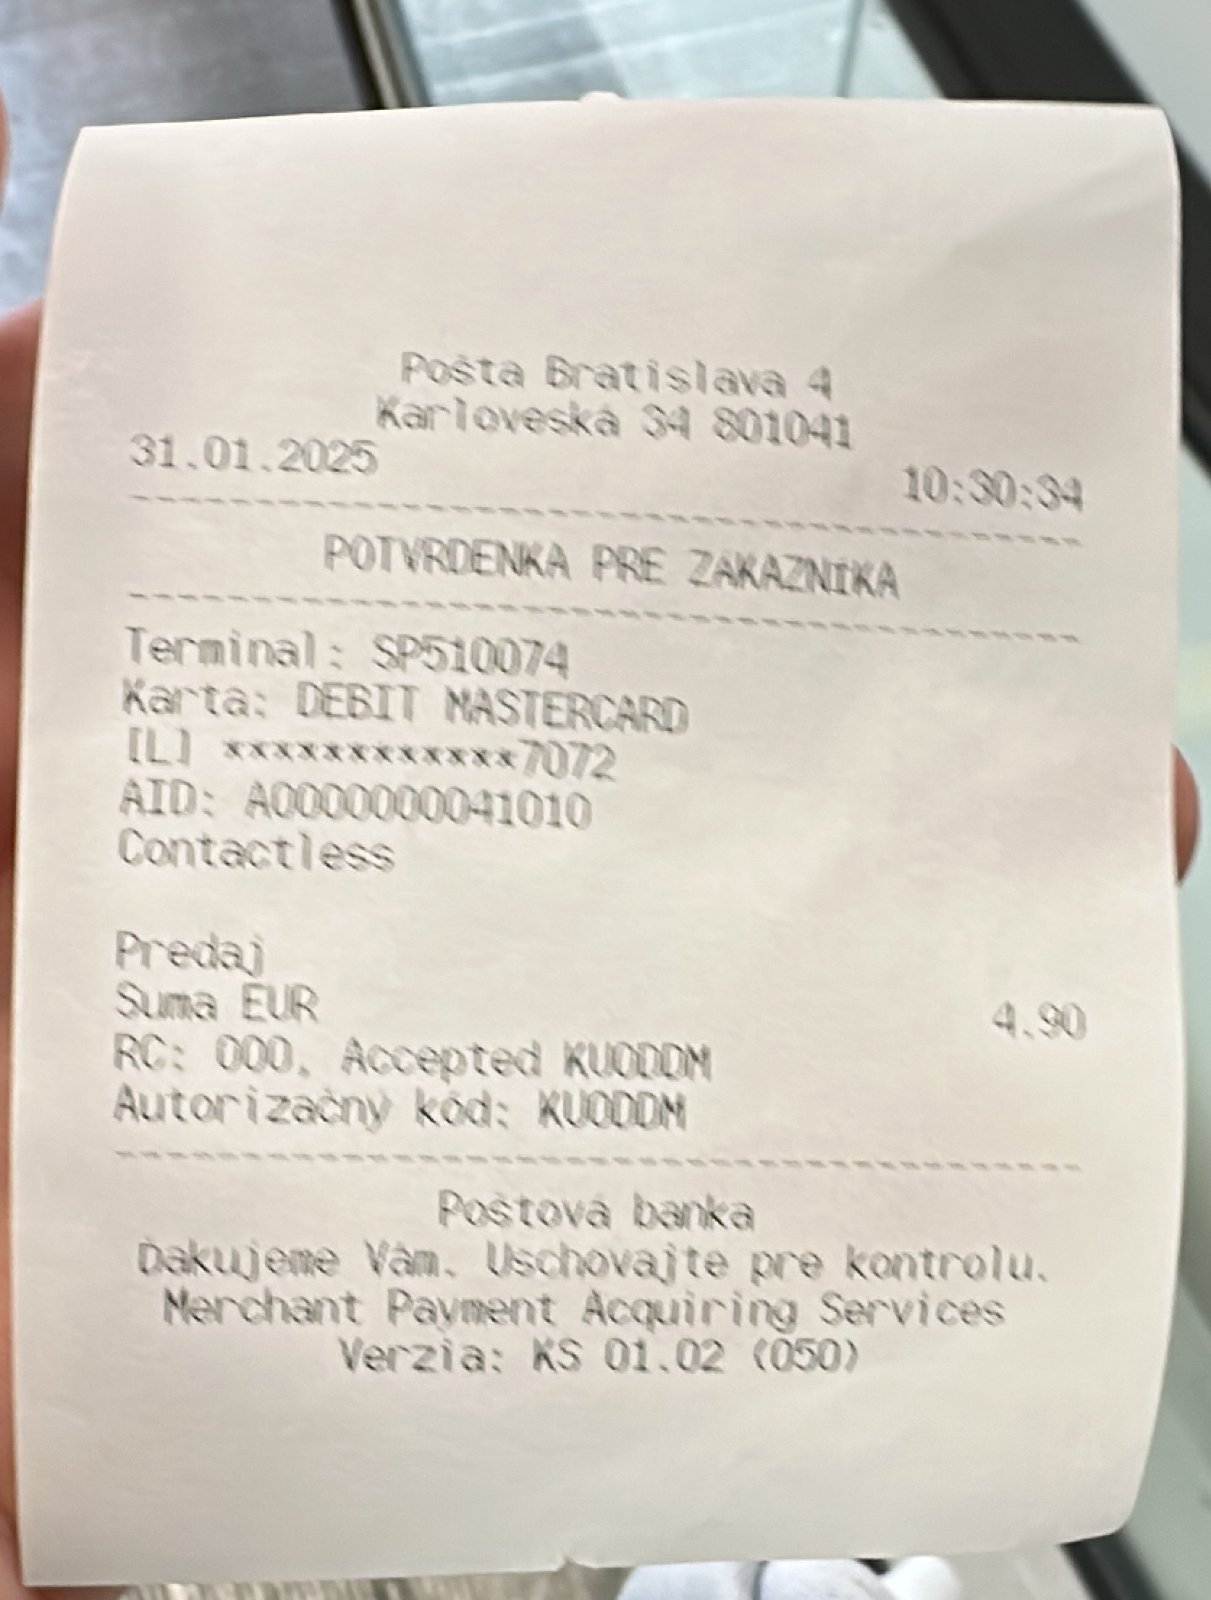 Pošta Bratislava 4
Karloveská 34 801041
31.01.2025 10:30:34
POTVRDENKA PRE ZÁKAZNÍKA
Terminal: SP510074
Karta: DEBIT MASTERCARD
[L] ************7072
AID: A0000000041010
Contactless
Predaj
Suma EUR 4.90
RC: 000, Accepted KUODDM
Autorizačný kód: KUODDM
Poštová banka
Ďakujeme Vám. Uschovajte pre kontrolu.
Merchant Payment Acquiring Services
Verzia: KS 01.02 (050)